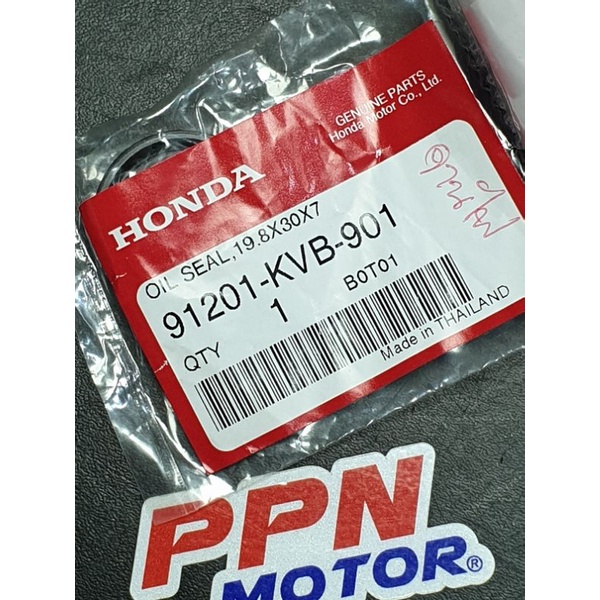 GENUINE PARTS
Honda Motor Co., Ltd.
HONDA
OIL SEAL,19.8X30X7
91201-KVB-901
QTY 1 B0T01
Made in THAILAND
PPN
MOTOR®